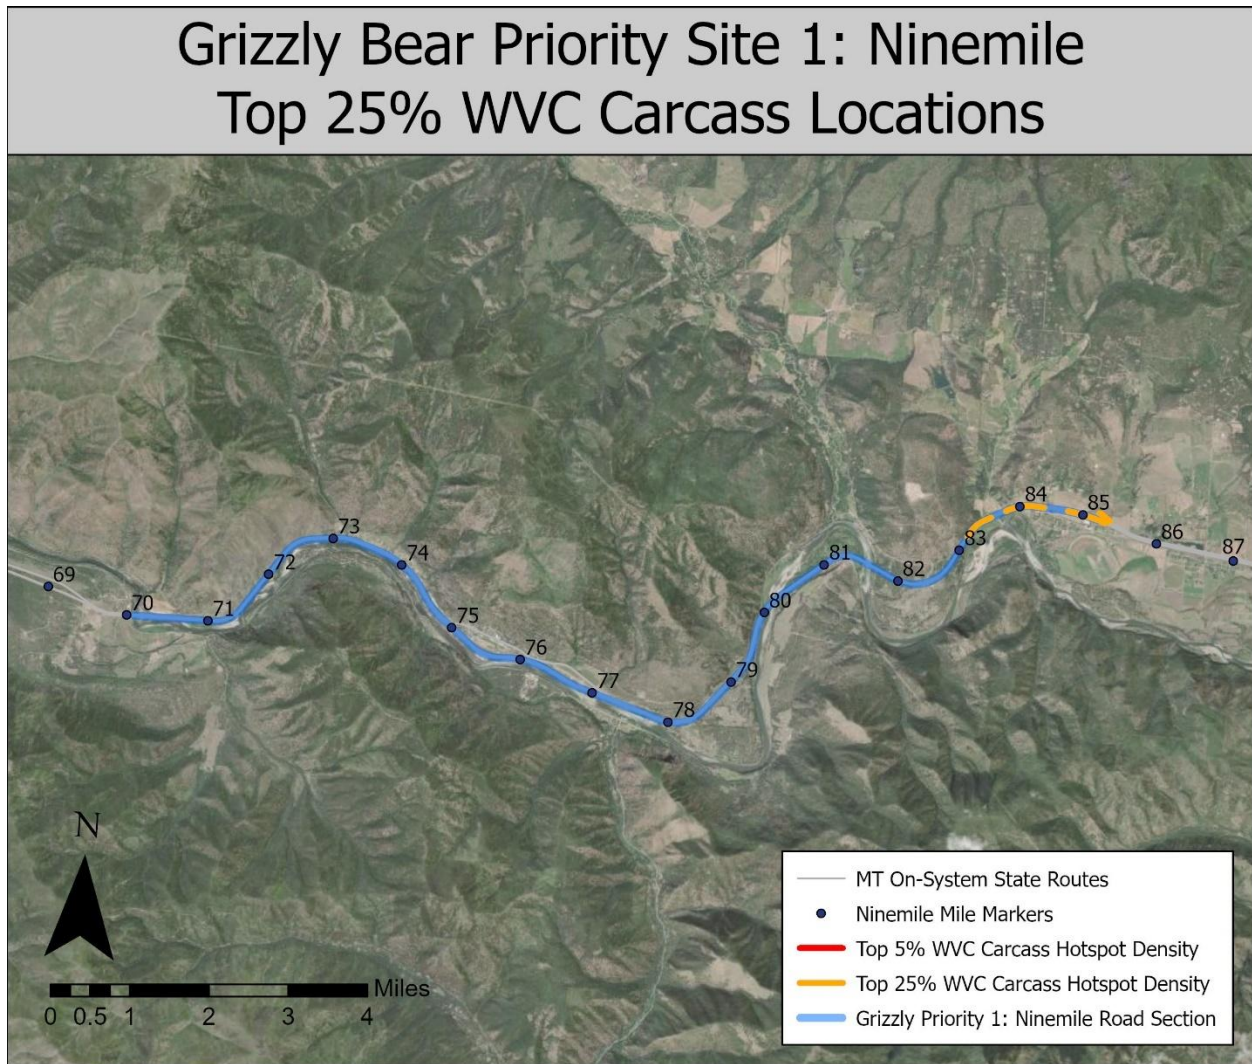 Grizzly Bear Priority Site 1: Ninemile
Top 25% WVC Carcass Locations
69
70
71
72
73
74
75
76
77
78
79
80
81
82
83
84
85
86
87
N
Miles
0 0.5 1 2 3 4
MT On-System State Routes
Ninemile Mile Markers
Top 5% WVC Carcass Hotspot Density
Top 25% WVC Carcass Hotspot Density
Grizzly Priority 1: Ninemile Road Section